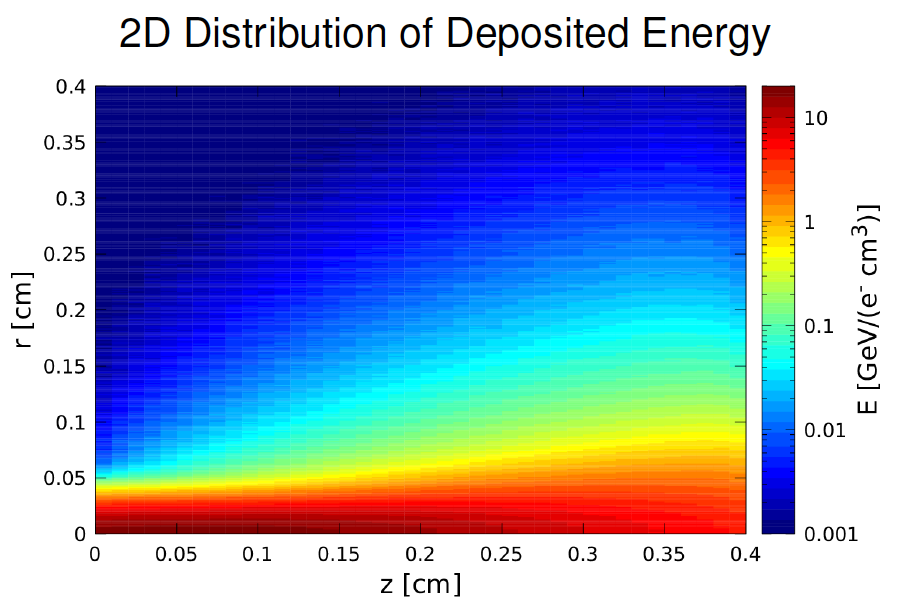 2D Distribution of Deposited Energy
0.4
0.35
0.3
0.25
0.2
0.15
0.1
0.05
0
r [cm]
0 0.05 0.1 0.15 0.2 0.25 0.3 0.35 0.4
z [cm]
10
1
0.1
0.01
0.001
E [GeV/(e⁻ cm³)]